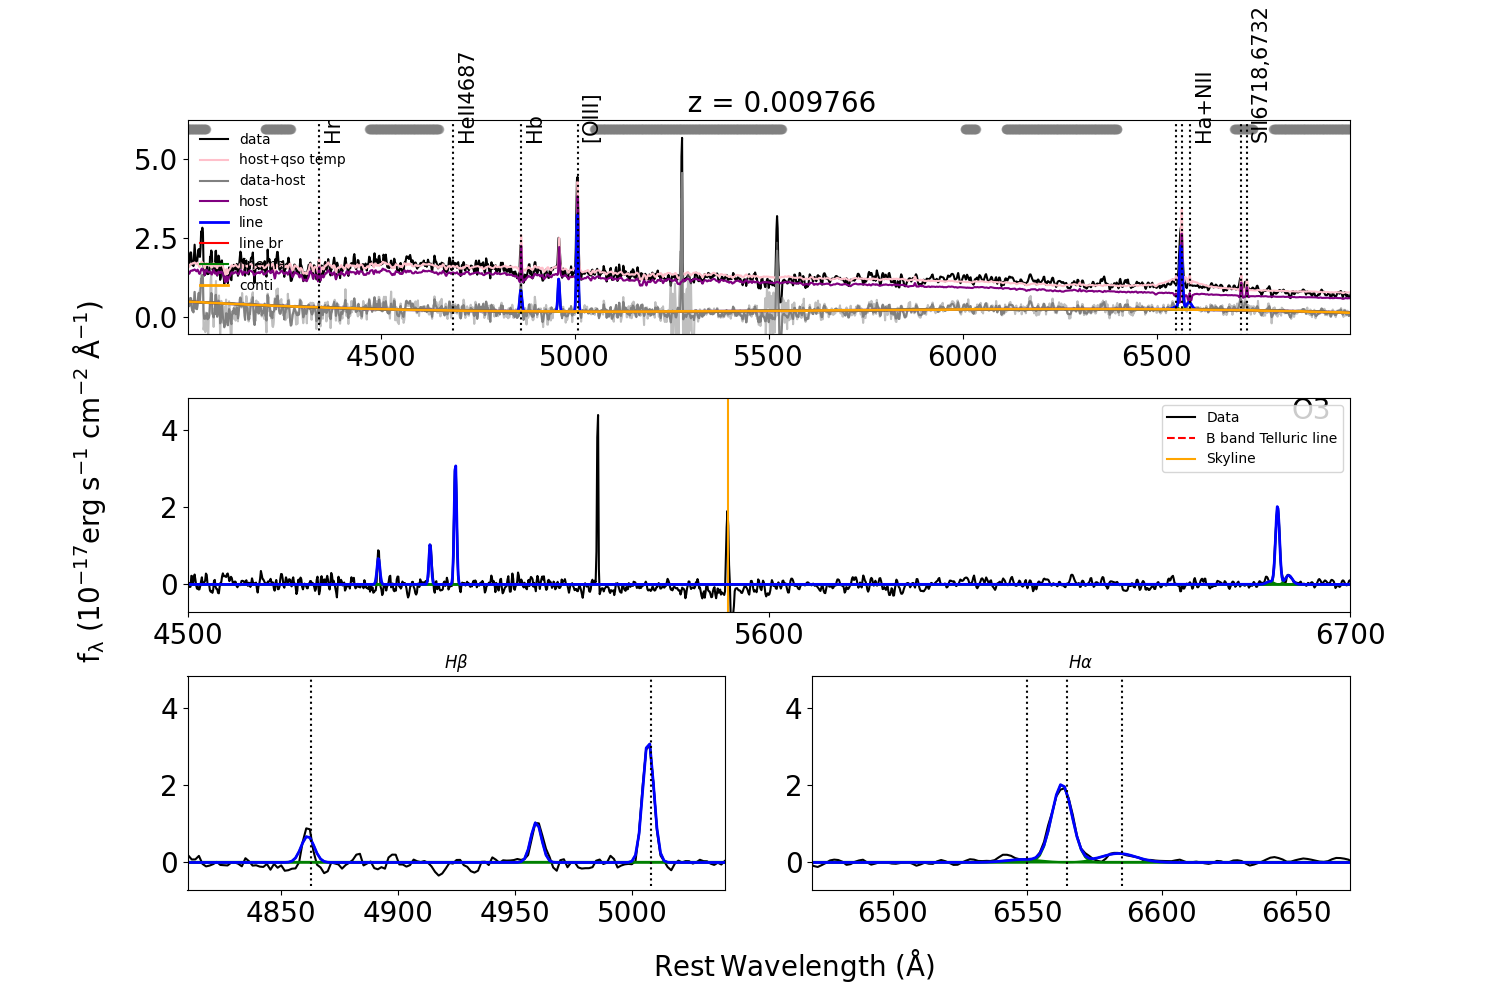 z = 0.009766
Hr
HeII4687
Hb
[OIII]
Ha+NII
SII6718,6732
data
host+qso temp
data-host
host
line
line br
conti
5.0
2.5
0.0
4500 5000 5500 6000 6500
f_λ (10^−17 erg s^−1 cm^−2 Å^−1)
O3
Data
B band Telluric line
Skyline
4
2
0
4500 5600 6700
Hβ
4
2
0
4850 4900 4950 5000
Hα
4
2
0
6500 6550 6600 6650
Rest Wavelength (Å)